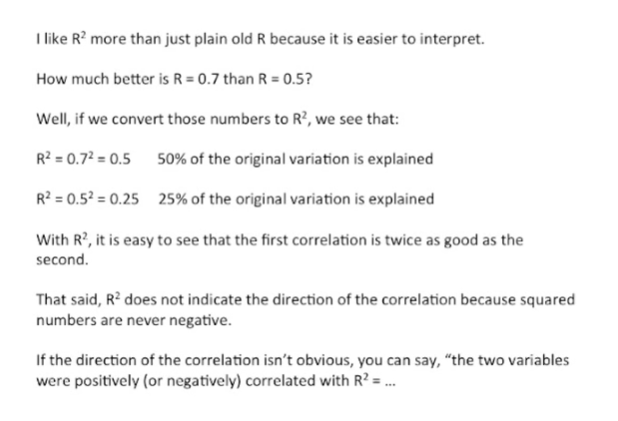 I like R² more than just plain old R because it is easier to interpret.
How much better is R = 0.7 than R = 0.5?
Well, if we convert those numbers to R², we see that:
R² = 0.7² = 0.5 50% of the original variation is explained
R² = 0.5² = 0.25 25% of the original variation is explained
With R², it is easy to see that the first correlation is twice as good as the
second.
That said, R² does not indicate the direction of the correlation because squared
numbers are never negative.
If the direction of the correlation isn’t obvious, you can say, “the two variables
were positively (or negatively) correlated with R² = ...